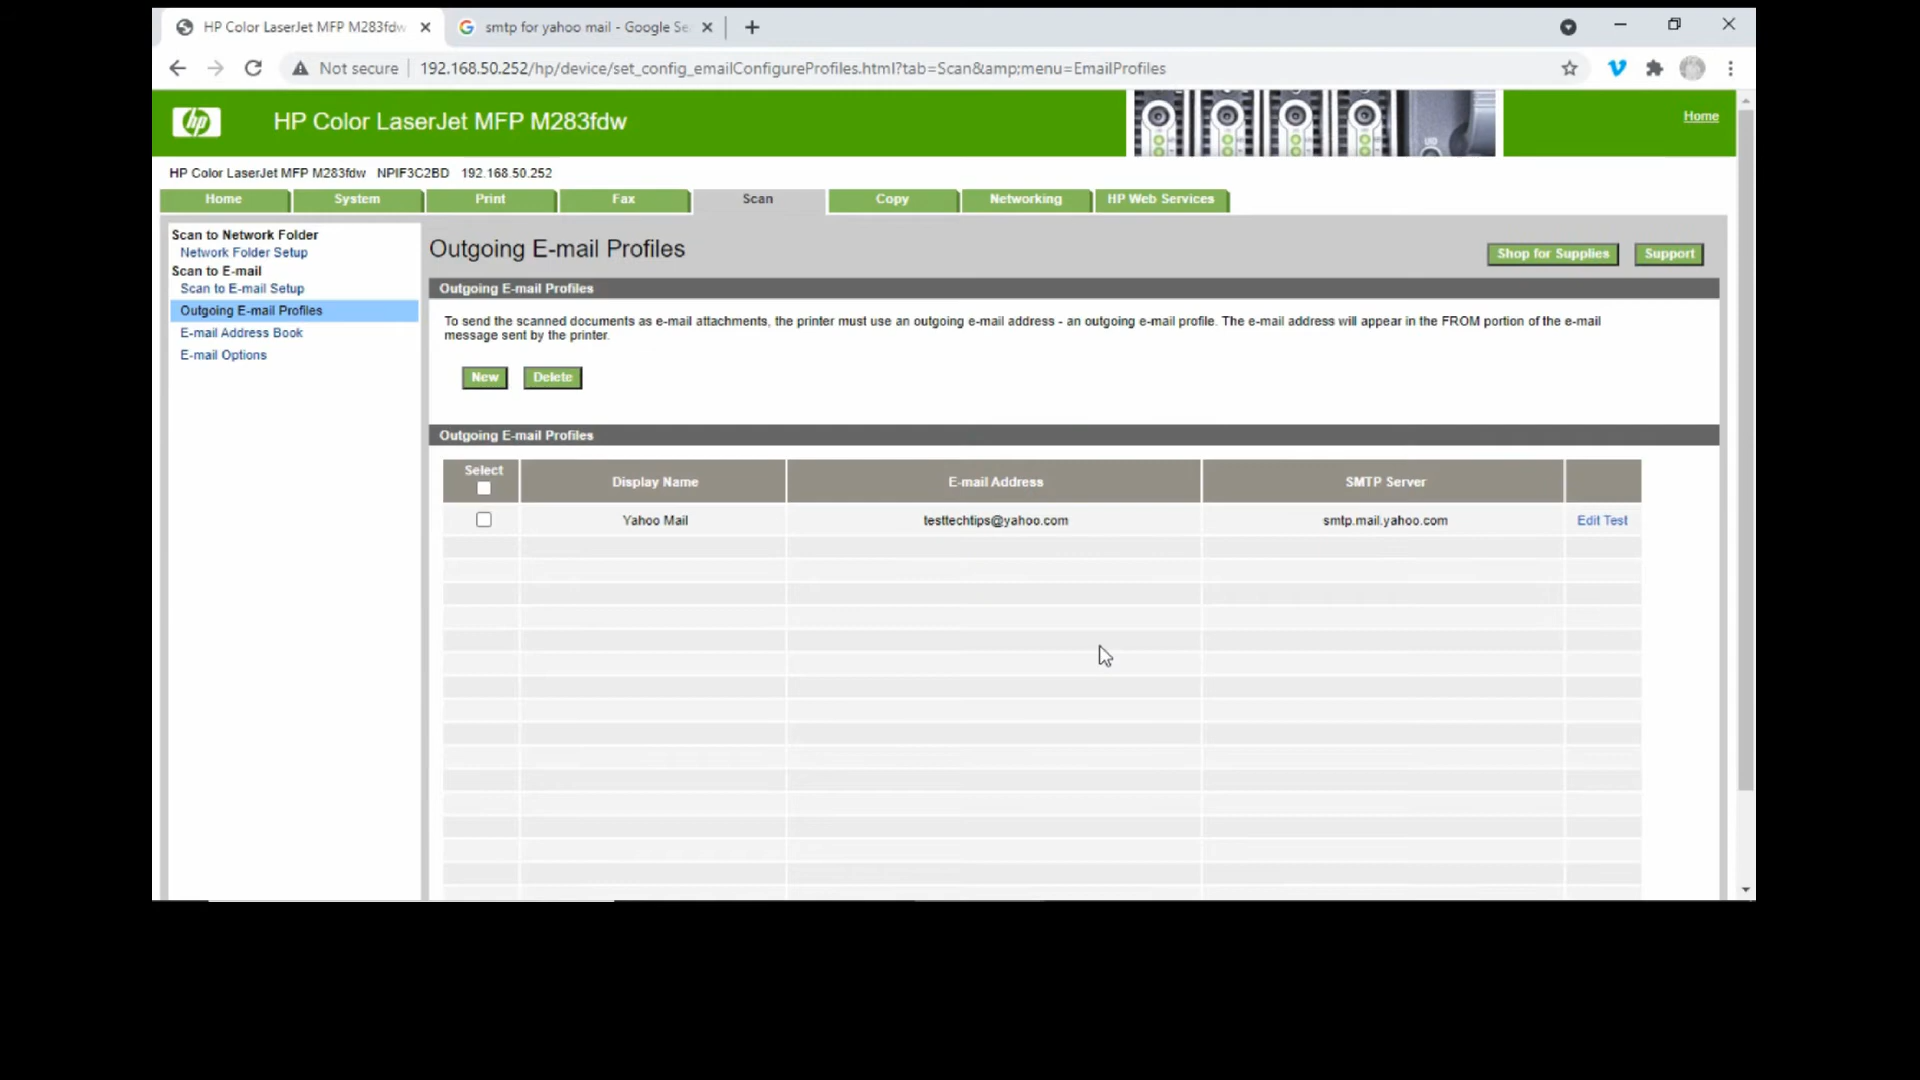 HP Color LaserJet MFP M283fdw
smtp for yahoo mail - Google Se
Not secure
192.168.50.252/hp/device/set_config_emailConfigureProfiles.html?tab=Scan&amp;menu=EmailProfiles
hp
HP Color LaserJet MFP M283fdw
Home
HP Color LaserJet MFP M283fdw NPIF3C2BD 192.168.50.252
Home System Print Fax Scan Copy Networking HP Web Services
Scan to Network Folder
Network Folder Setup
Scan to E-mail
Scan to E-mail Setup
Outgoing E-mail Profiles
E-mail Address Book
E-mail Options
Outgoing E-mail Profiles
Shop for Supplies Support
Outgoing E-mail Profiles
To send the scanned documents as e-mail attachments, the printer must use an outgoing e-mail address - an outgoing e-mail profile. The e-mail address will appear in the FROM portion of the e-mail
message sent by the printer.
New Delete
Outgoing E-mail Profiles
Select Display Name E-mail Address SMTP Server
Yahoo Mail testtechtips@yahoo.com smtp.mail.yahoo.com Edit Test